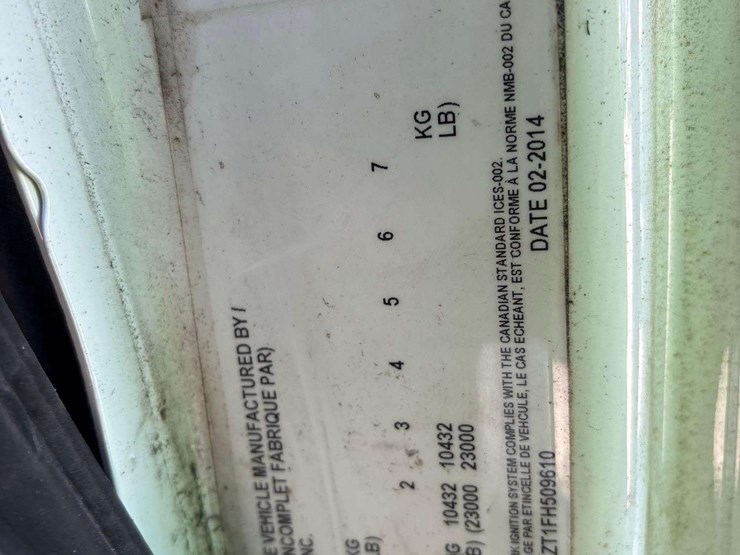 E VEHICLE MANUFACTURED BY /
NCOMPLET FABRIQUE PAR)
NC.
KG
LB)
2 3 4 5 6 7
G 10432 10432 KG
B) (23000 23000 LB)
RK IGNITION SYSTEM COMPLIES WITH THE CANADIAN STANDARD ICES-002.
GE PAR ETINCELLE DE VEHCULE, LE CAS ECHEANT, EST CONFORME À LA NORME NMB-002 DU CA
ZT1FH509610 DATE 02-2014